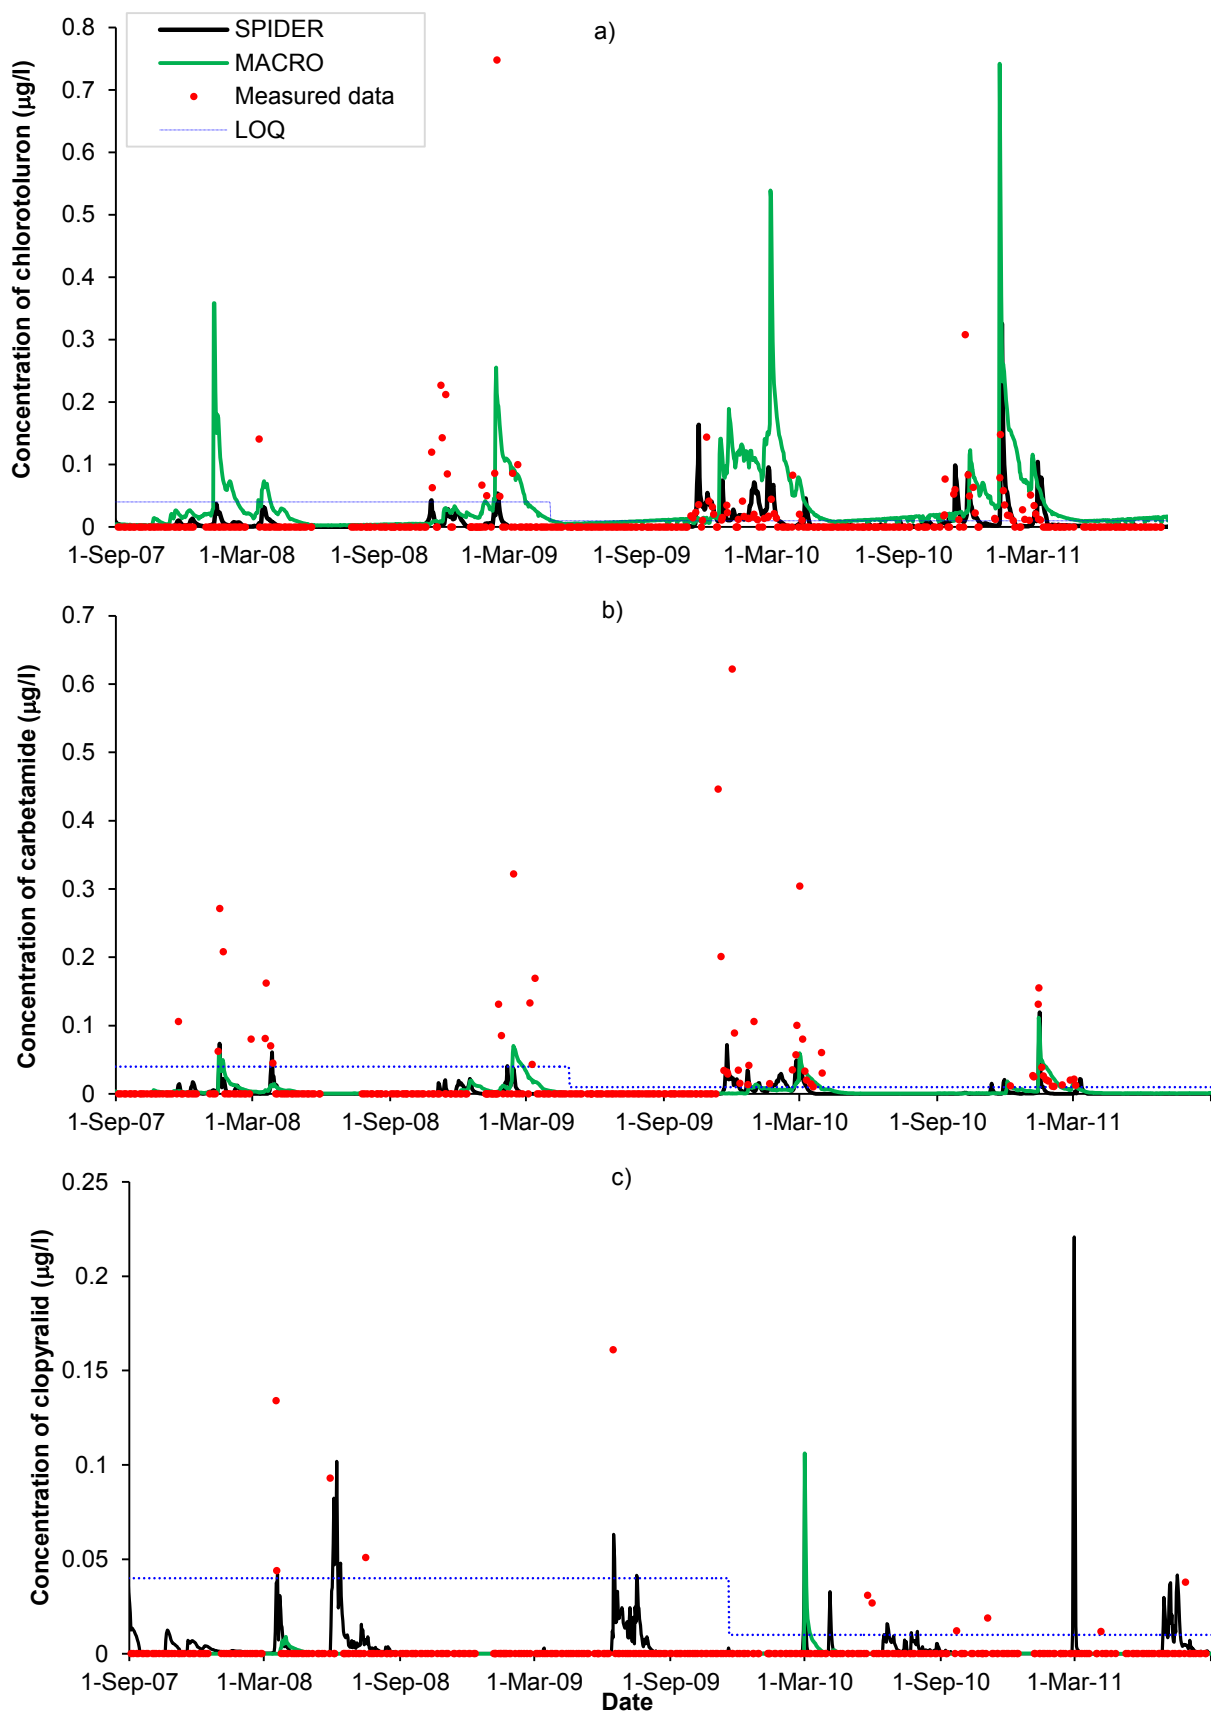 SPIDER
MACRO
Measured data
LOQ
a)
Concentration of chlorotoluron (µg/l)
0.8
0.7
0.6
0.5
0.4
0.3
0.2
0.1
0
1-Sep-07 1-Mar-08 1-Sep-08 1-Mar-09 1-Sep-09 1-Mar-10 1-Sep-10 1-Mar-11
b)
Concentration of carbetamide (µg/l)
0.7
0.6
0.5
0.4
0.3
0.2
0.1
0
1-Sep-07 1-Mar-08 1-Sep-08 1-Mar-09 1-Sep-09 1-Mar-10 1-Sep-10 1-Mar-11
c)
Concentration of clopyralid (µg/l)
0.25
0.2
0.15
0.1
0.05
0
1-Sep-07 1-Mar-08 1-Sep-08 1-Mar-09 1-Sep-09 1-Mar-10 1-Sep-10 1-Mar-11
Date